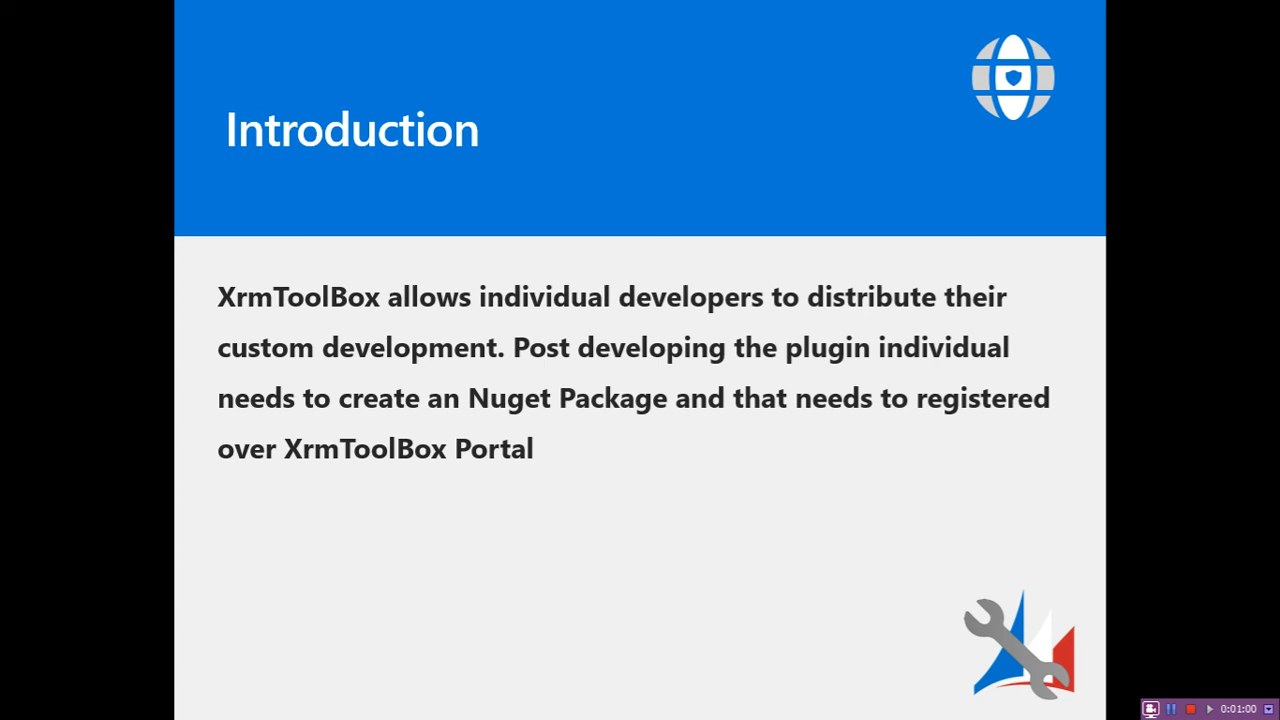 Introduction
XrmToolBox allows individual developers to distribute their
custom development. Post developing the plugin individual
needs to create an Nuget Package and that needs to registered
over XrmToolBox Portal
0:01:00